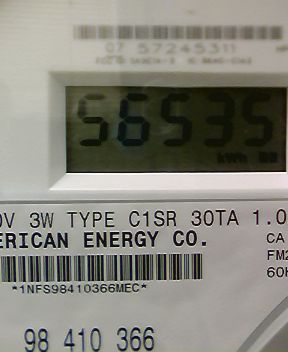 07 57245311
56535
kWh
0V 3W TYPE C1SR 30TA 1.0
ERICAN ENERGY CO.
CA
FM2
60H
*1NFS98410366MEC*
98 410 366